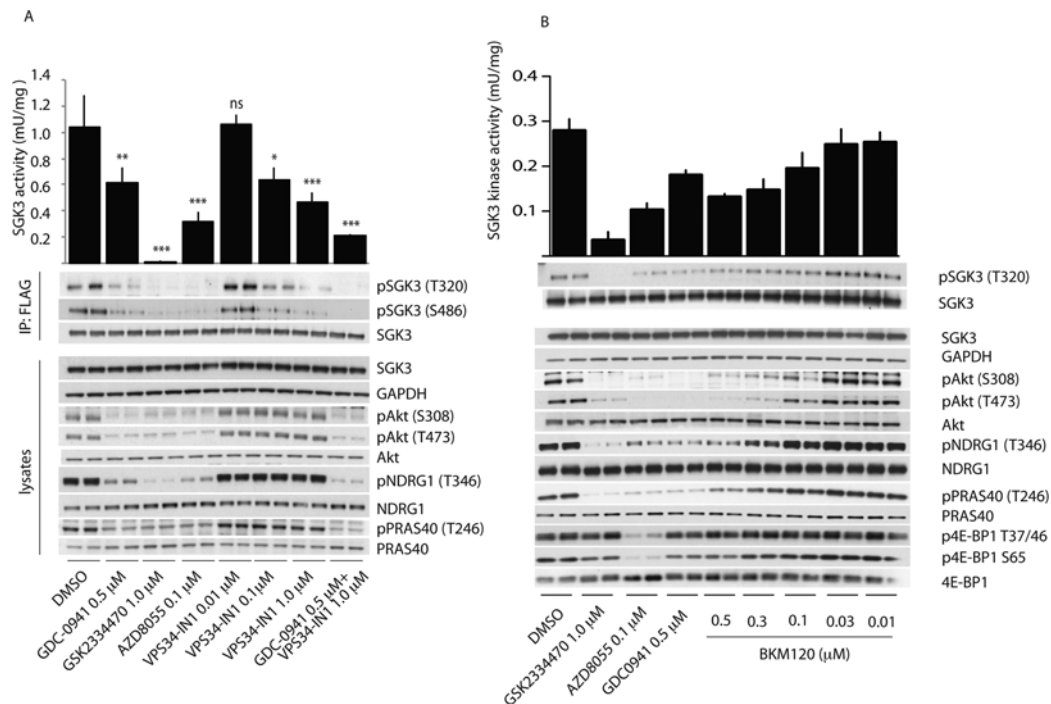 A
SGK3 activity (mU/mg )
1.4
1.2
1.0
0.8
0.6
0.4
0.2
**
***
***
ns
*
***
***
IP: FLAG
pSGK3 (T320)
pSGK3 (S486)
SGK3
lysates
SGK3
GAPDH
pAkt (S308)
pAkt (T473)
Akt
pNDRG1 (T346)
NDRG1
pPRAS40 (T246)
PRAS40
DMSO
GDC-0941 0.5 µM
GSK2334470 1.0 µM
AZD8055 0.1 µM
VPS34-IN1 0.01 µM
VPS34-IN1 0.1µM
VPS34-IN1 1.0 µM
GDC-0941 0.5 µM+
VPS34-IN1 1.0 µM
B
SGK3 kinase activity (mU/mg)
0.4
0.3
0.2
0.1
pSGK3 (T320)
SGK3
SGK3
GAPDH
pAkt (S308)
pAkt (T473)
Akt
pNDRG1 (T346)
NDRG1
pPRAS40 (T246)
PRAS40
p4E-BP1 T37/46
p4E-BP1 S65
4E-BP1
DMSO
GSK2334470 1.0 µM
AZD8055 0.1 µM
GDC0941 0.5 µM
0.5 0.3 0.1 0.03 0.01
BKM120 (µM)